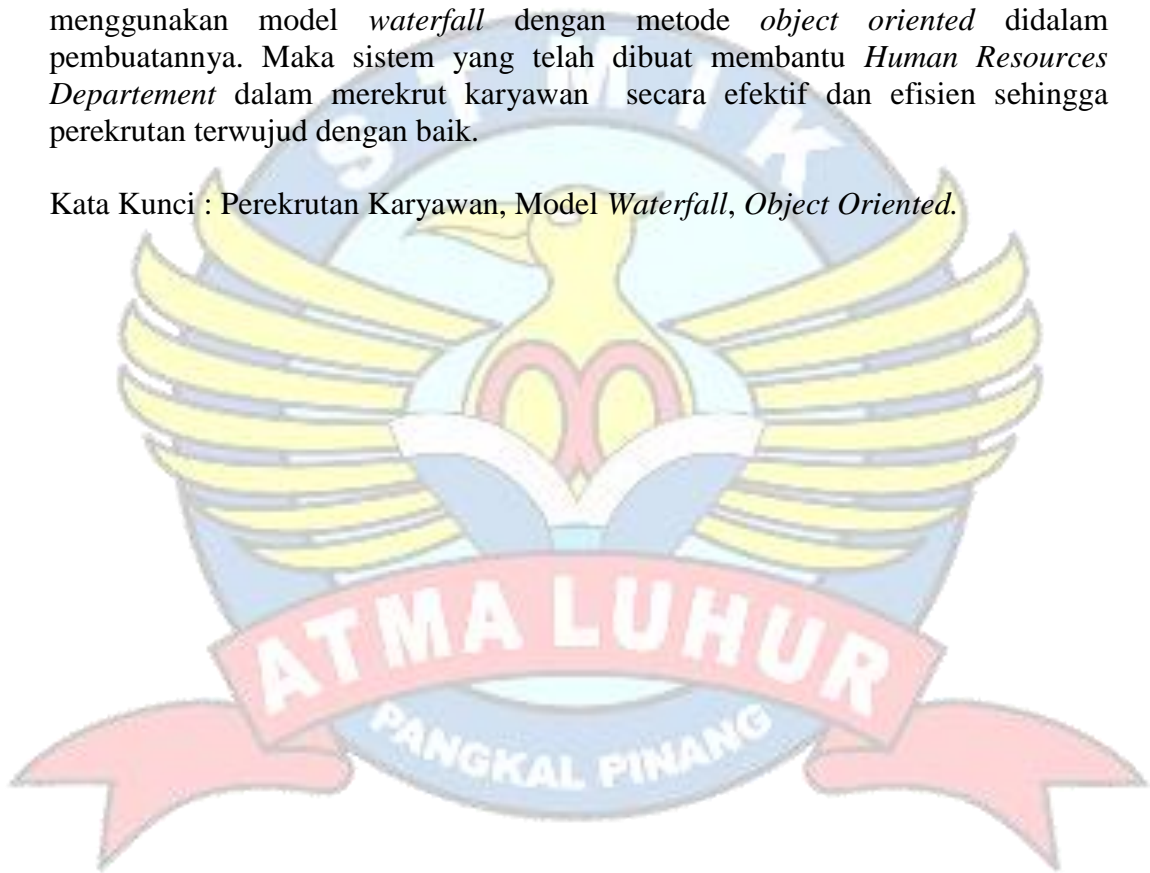 menggunakan model waterfall dengan metode object oriented didalam
pembuatannya. Maka sistem yang telah dibuat membantu Human Resources
Departement dalam merekrut karyawan secara efektif dan efisien sehingga
perekrutan terwujud dengan baik.
Kata Kunci : Perekrutan Karyawan, Model Waterfall, Object Oriented.
STMIK
ATMA LUHUR
PANGKAL PINANG